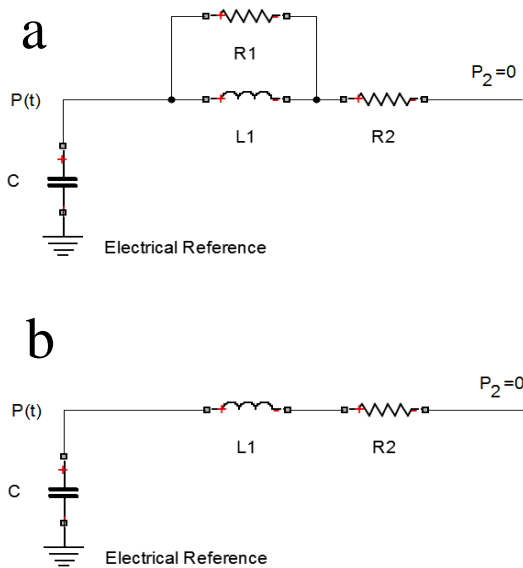 a
R1
P₂=0
P(t)
L1
R2
C
Electrical Reference
b
P₂=0
P(t)
L1
R2
C
Electrical Reference